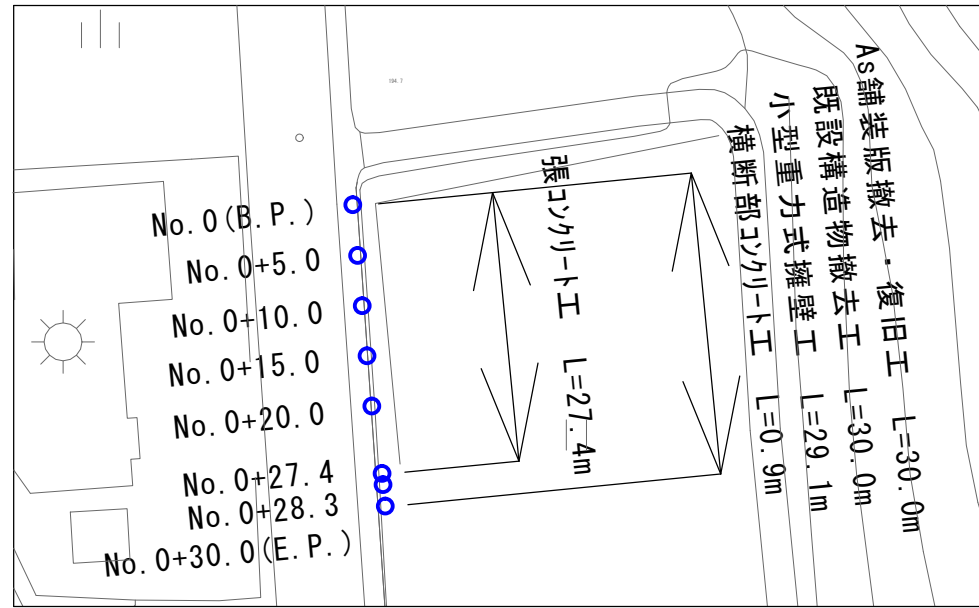 194.7
No.0(B.P.)
No.0+5.0
No.0+10.0
No.0+15.0
No.0+20.0
No.0+27.4
No.0+28.3
No.0+30.0(E.P.)
張コンクリート工 L=27.4m
As舗装版撤去・復旧工 L=30.0m
既設構造物撤去工 L=30.0m
小型重力式擁壁工 L=29.1m
横断部コンクリート工 L=0.9m